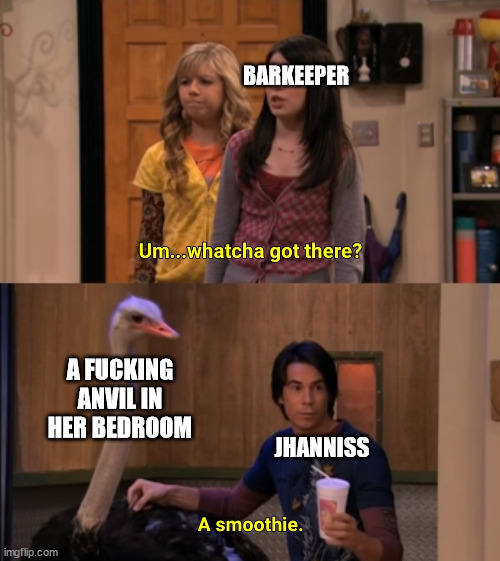 BARKEEPER
Um...whatcha got there?
A FUCKING
ANVIL IN
HER BEDROOM
JHANNISS
A smoothie.
imgflip.com